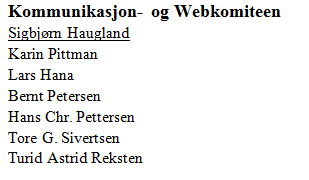 Kommunikasjon- og Webkomiteen
Sigbjørn Haugland
Karin Pittman
Lars Hana
Bernt Petersen
Hans Chr. Pettersen
Tore G. Sivertsen
Turid Astrid Reksten